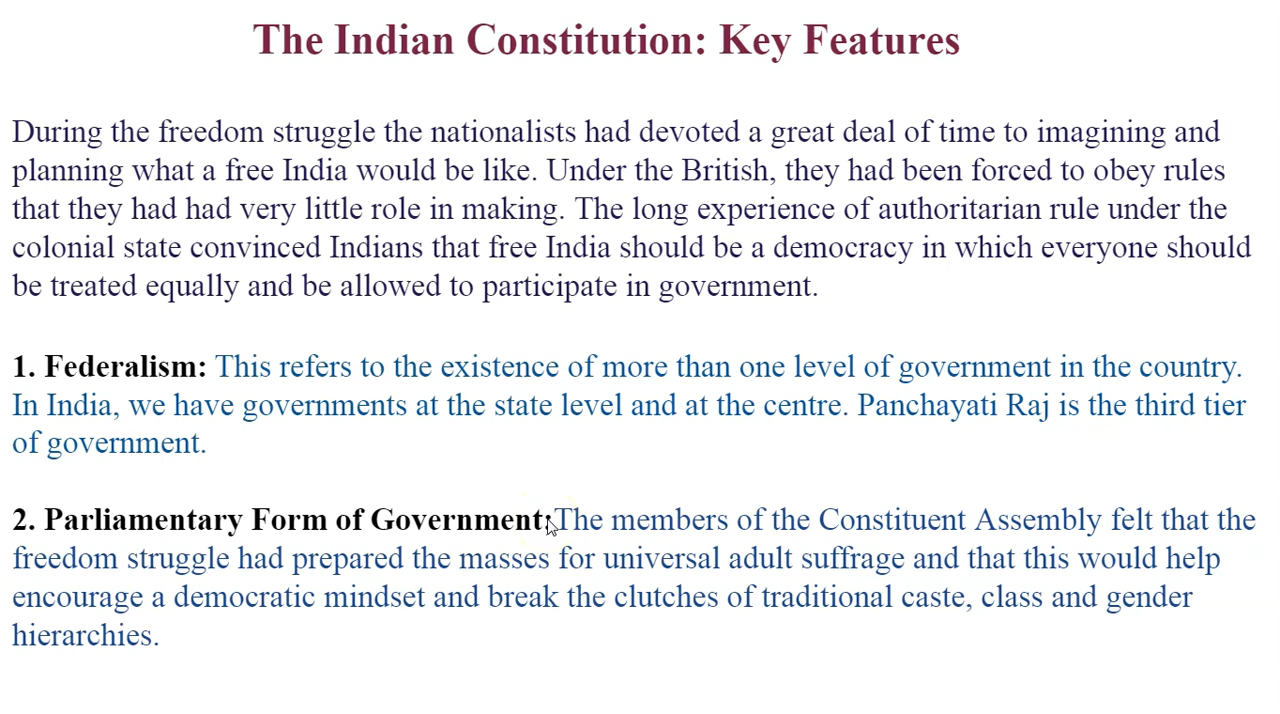 The Indian Constitution: Key Features
During the freedom struggle the nationalists had devoted a great deal of time to imagining and
planning what a free India would be like. Under the British, they had been forced to obey rules
that they had had very little role in making. The long experience of authoritarian rule under the
colonial state convinced Indians that free India should be a democracy in which everyone should
be treated equally and be allowed to participate in government.
1. Federalism: This refers to the existence of more than one level of government in the country.
In India, we have governments at the state level and at the centre. Panchayati Raj is the third tier
of government.
2. Parliamentary Form of Government: The members of the Constituent Assembly felt that the
freedom struggle had prepared the masses for universal adult suffrage and that this would help
encourage a democratic mindset and break the clutches of traditional caste, class and gender
hierarchies.